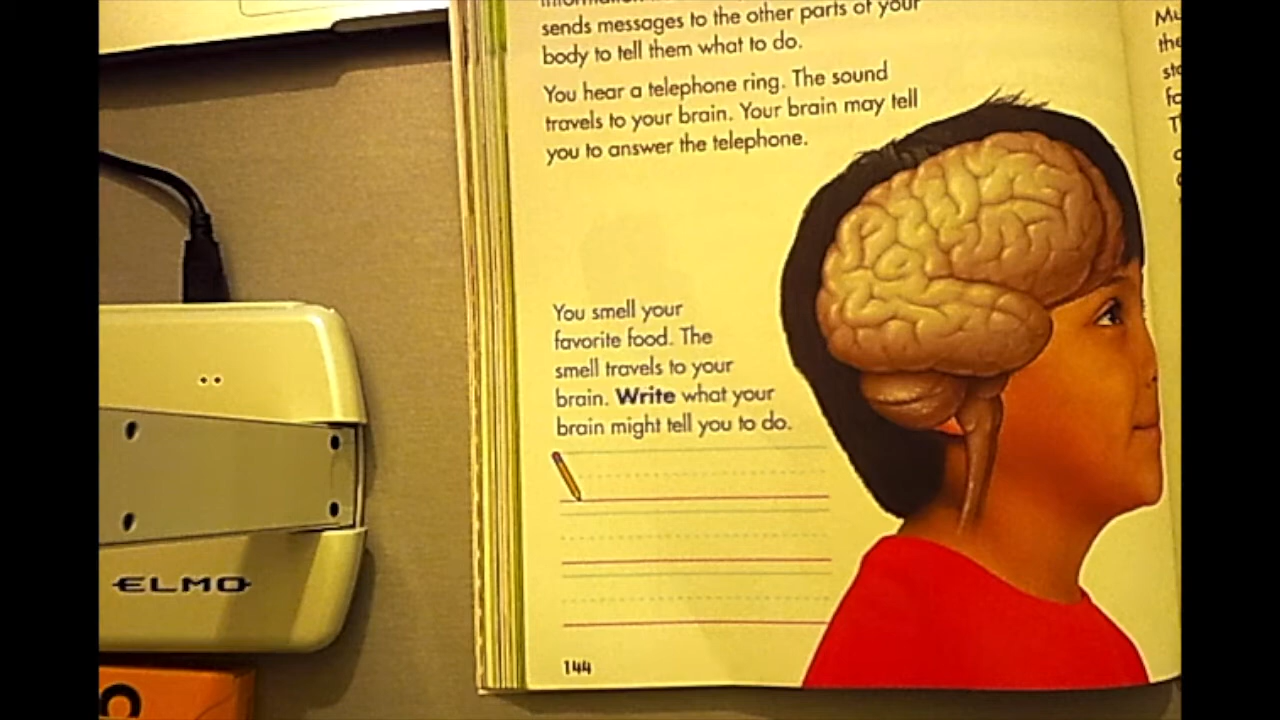 sends messages to the other parts of your
body to tell them what to do.
You hear a telephone ring. The sound
travels to your brain. Your brain may tell
you to answer the telephone.
You smell your
favorite food. The
smell travels to your
brain. Write what your
brain might tell you to do.
144
ELMO